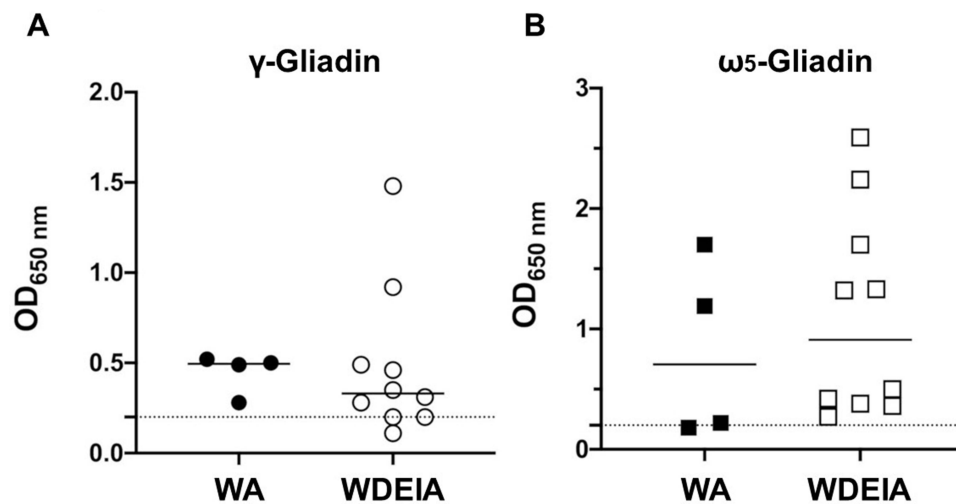 A
γ-Gliadin
OD650 nm
2.0
1.5
1.0
0.5
0.0
WA WDEIA
B
ω5-Gliadin
OD650 nm
3
2
1
0
WA WDEIA